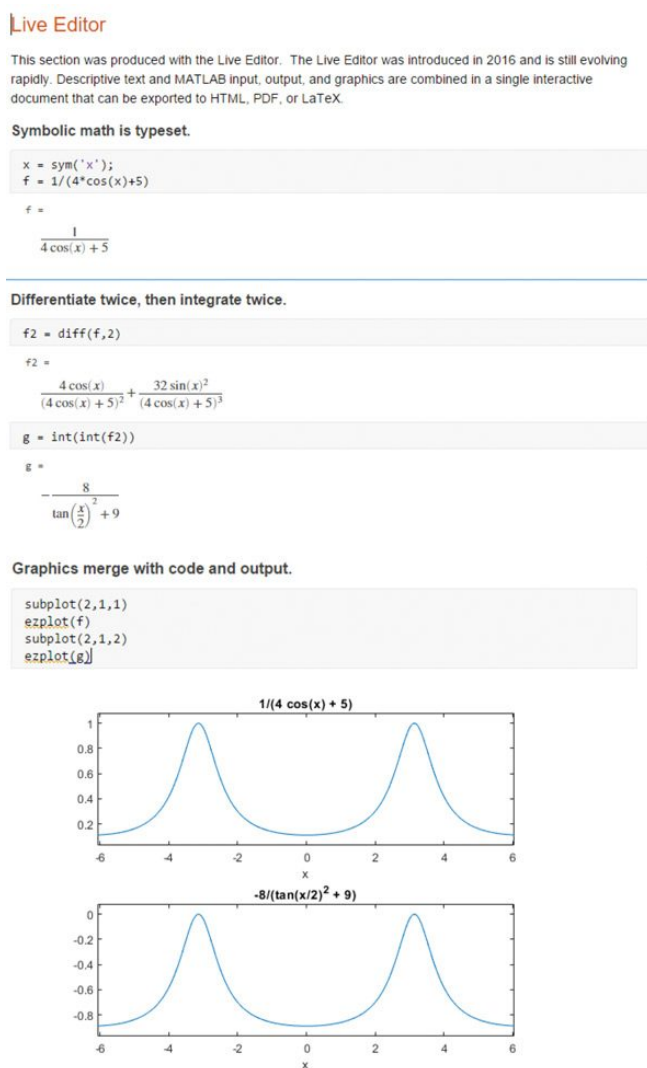 Live Editor
This section was produced with the Live Editor.  The Live Editor was introduced in 2016 and is still evolving
rapidly. Descriptive text and MATLAB input, output, and graphics are combined in a single interactive
document that can be exported to HTML, PDF, or LaTeX.
Symbolic math is typeset.
x = sym('x');
f = 1/(4*cos(x)+5)
f =
1
4 cos(x) + 5
Differentiate twice, then integrate twice.
f2 = diff(f,2)
f2 =
4 cos(x) 32 sin(x)²
(4 cos(x) + 5)² + (4 cos(x) + 5)³
g = int(int(f2))
g =
- 8
tan(x/2)² + 9
Graphics merge with code and output.
subplot(2,1,1)
ezplot(f)
subplot(2,1,2)
ezplot(g)
1/(4 cos(x) + 5)
1
0.8
0.6
0.4
0.2
-6 -4 -2 0 2 4 6
x
-8/(tan(x/2)² + 9)
0
-0.2
-0.4
-0.6
-0.8
-6 -4 -2 0 2 4 6
x